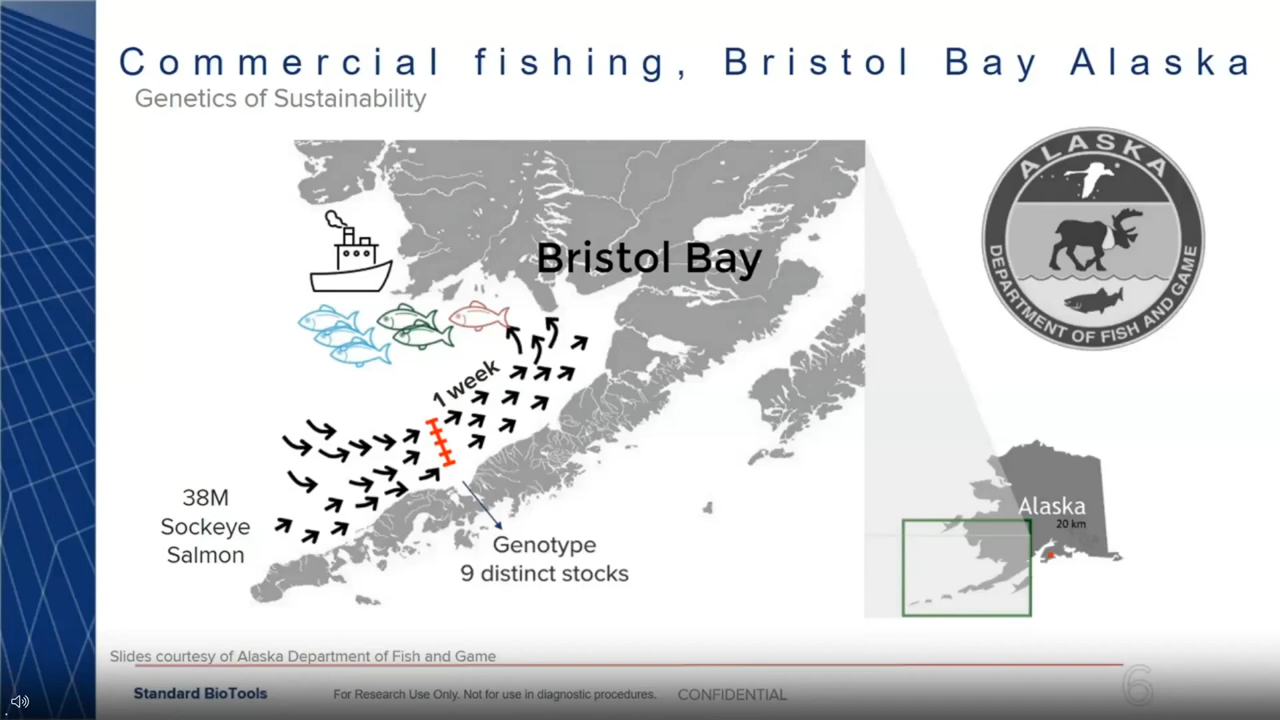 Commercial fishing, Bristol Bay Alaska
Genetics of Sustainability
ALASKA
DEPARTMENT OF FISH AND GAME
Bristol Bay
1 week
38M
Sockeye
Salmon
Genotype
9 distinct stocks
Alaska
20 km
Slides courtesy of Alaska Department of Fish and Game
Standard BioTools
For Research Use Only. Not for use in diagnostic procedures.
CONFIDENTIAL
6